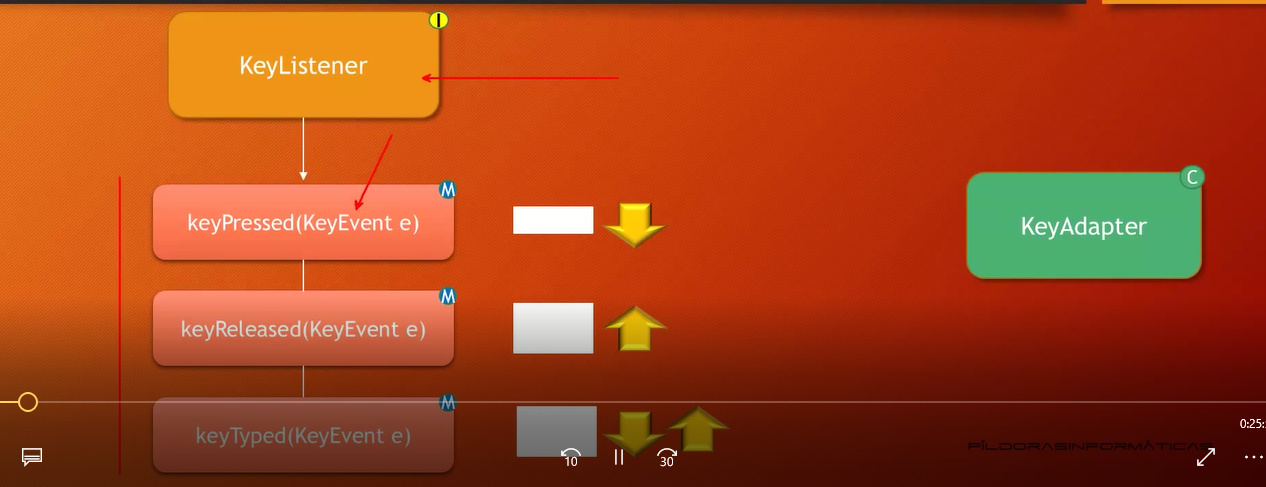 I
KeyListener
M
keyPressed(KeyEvent e)
C
KeyAdapter
M
keyReleased(KeyEvent e)
M
keyTyped(KeyEvent e)
0:25:
PÍLDORASINFORMÁTICAS
10
30